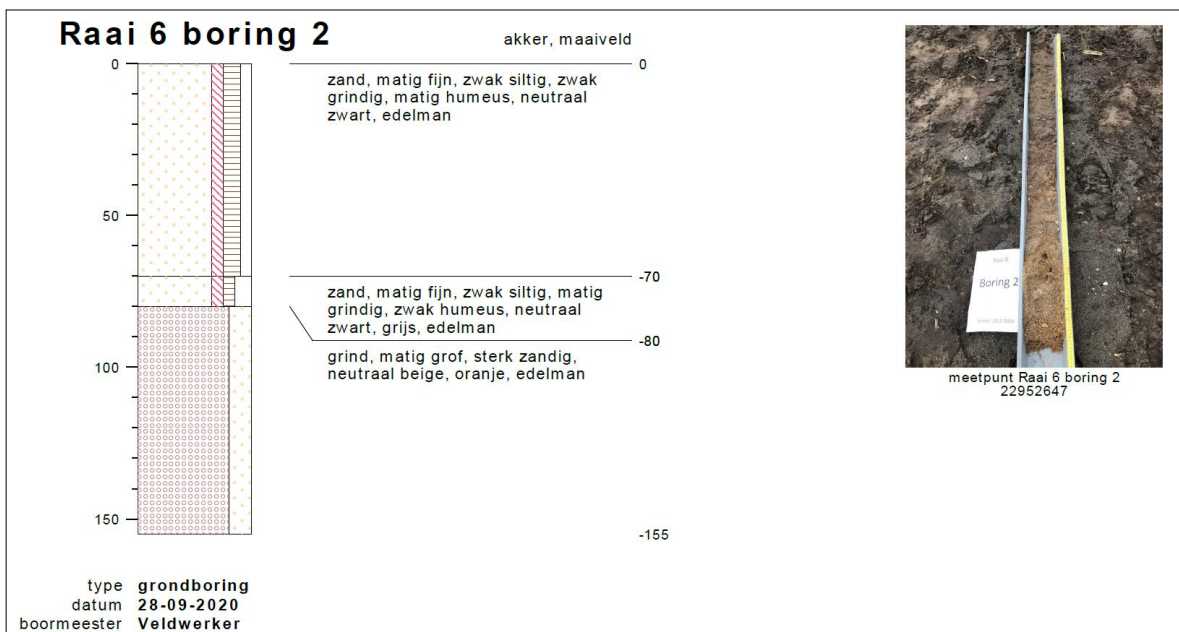 Raai 6 boring 2
akker, maaiveld
0
0
zand, matig fijn, zwak siltig, zwak
grindig, matig humeus, neutraal
zwart, edelman
50
-70
zand, matig fijn, zwak siltig, matig
grindig, zwak humeus, neutraal
zwart, grijs, edelman
-80
grind, matig grof, sterk zandig,
neutraal beige, oranje, edelman
100
150
-155
type grondboring
datum 28-09-2020
boormeester Veldwerker
Raai 6
Boring 2
meetpunt Raai 6 boring 2
22952647